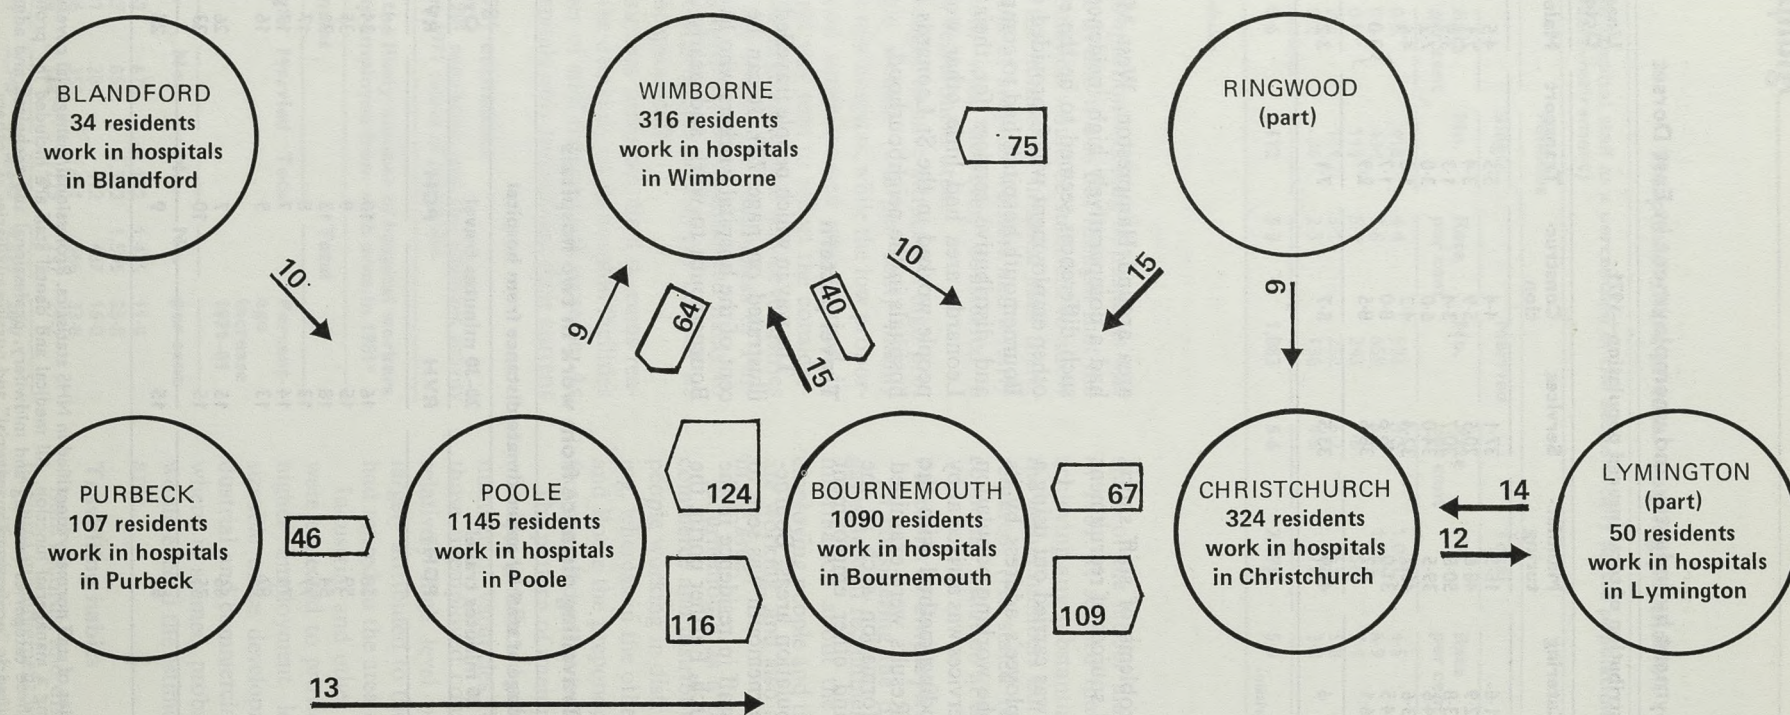 BLANDFORD
34 residents
work in hospitals
in Blandford
WIMBORNE
316 residents
work in hospitals
in Wimborne
75
RINGWOOD
(part)
10
9
64
40
15
10
15
9
PURBECK
107 residents
work in hospitals
in Purbeck
46
POOLE
1145 residents
work in hospitals
in Poole
124
116
BOURNEMOUTH
1090 residents
work in hospitals
in Bournemouth
67
109
CHRISTCHURCH
324 residents
work in hospitals
in Christchurch
14
12
LYMINGTON
(part)
50 residents
work in hospitals
in Lymington
13